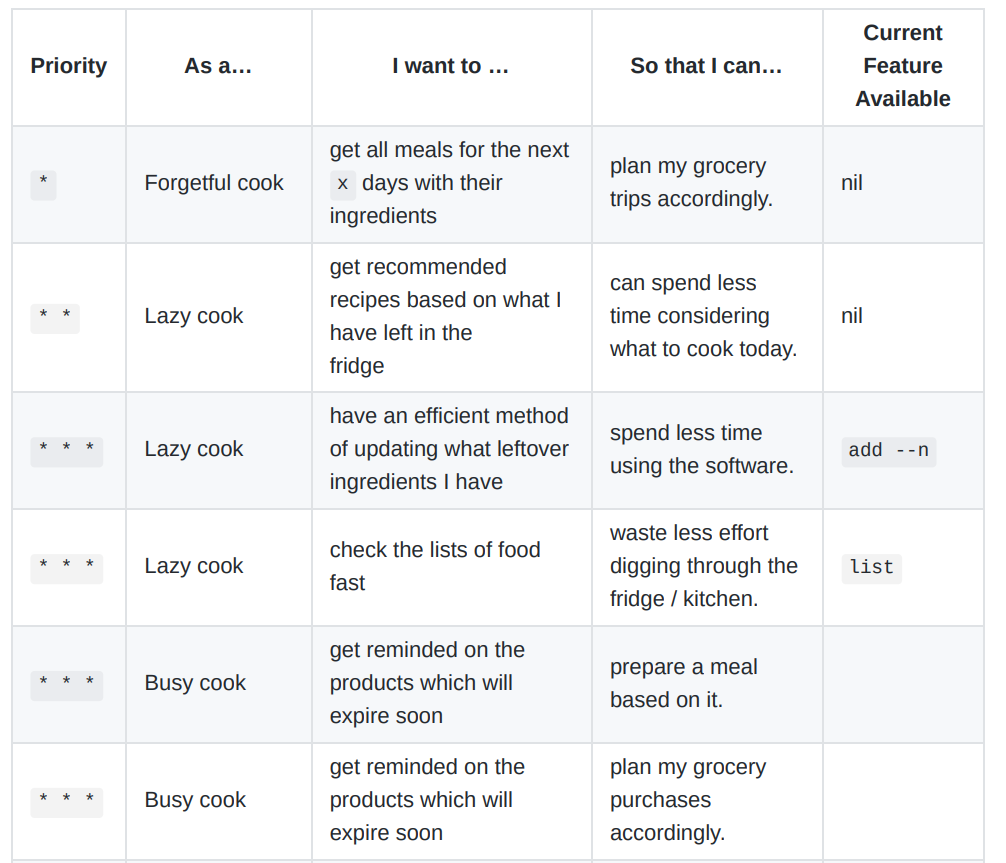 Priority
As a…
I want to …
So that I can…
Current
Feature
Available
*
Forgetful cook
get all meals for the next
x days with their
ingredients
plan my grocery
trips accordingly.
nil
* *
Lazy cook
get recommended
recipes based on what I
have left in the
fridge
can spend less
time considering
what to cook today.
nil
* * *
Lazy cook
have an efficient method
of updating what leftover
ingredients I have
spend less time
using the software.
add --n
* * *
Lazy cook
check the lists of food
fast
waste less effort
digging through the
fridge / kitchen.
list
* * *
Busy cook
get reminded on the
products which will
expire soon
prepare a meal
based on it.
* * *
Busy cook
get reminded on the
products which will
expire soon
plan my grocery
purchases
accordingly.